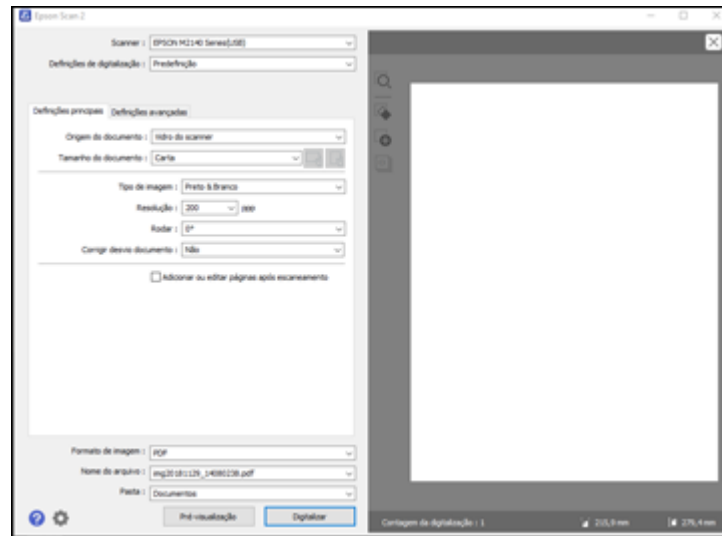 Epson Scan 2
Scanner : EPSON M2140 Series(USB)
Definições de digitalização : Predefinição
Definições principais Definições avançadas
Origem do documento : Vidro do scanner
Tamanho do documento : Carta
Tipo de imagem : Preto & Branco
Resolução : 200 ppp
Rodar : 0°
Corrigir desvio documento : Não
Adicionar ou editar páginas após escaneamento
Formato de imagem : PDF
Nome do arquivo : img20181129_14080238.pdf
Pasta : Documentos
Pré-visualização Digitalizar
Contagem da digitalização : 1 215,9 mm 279,4 mm